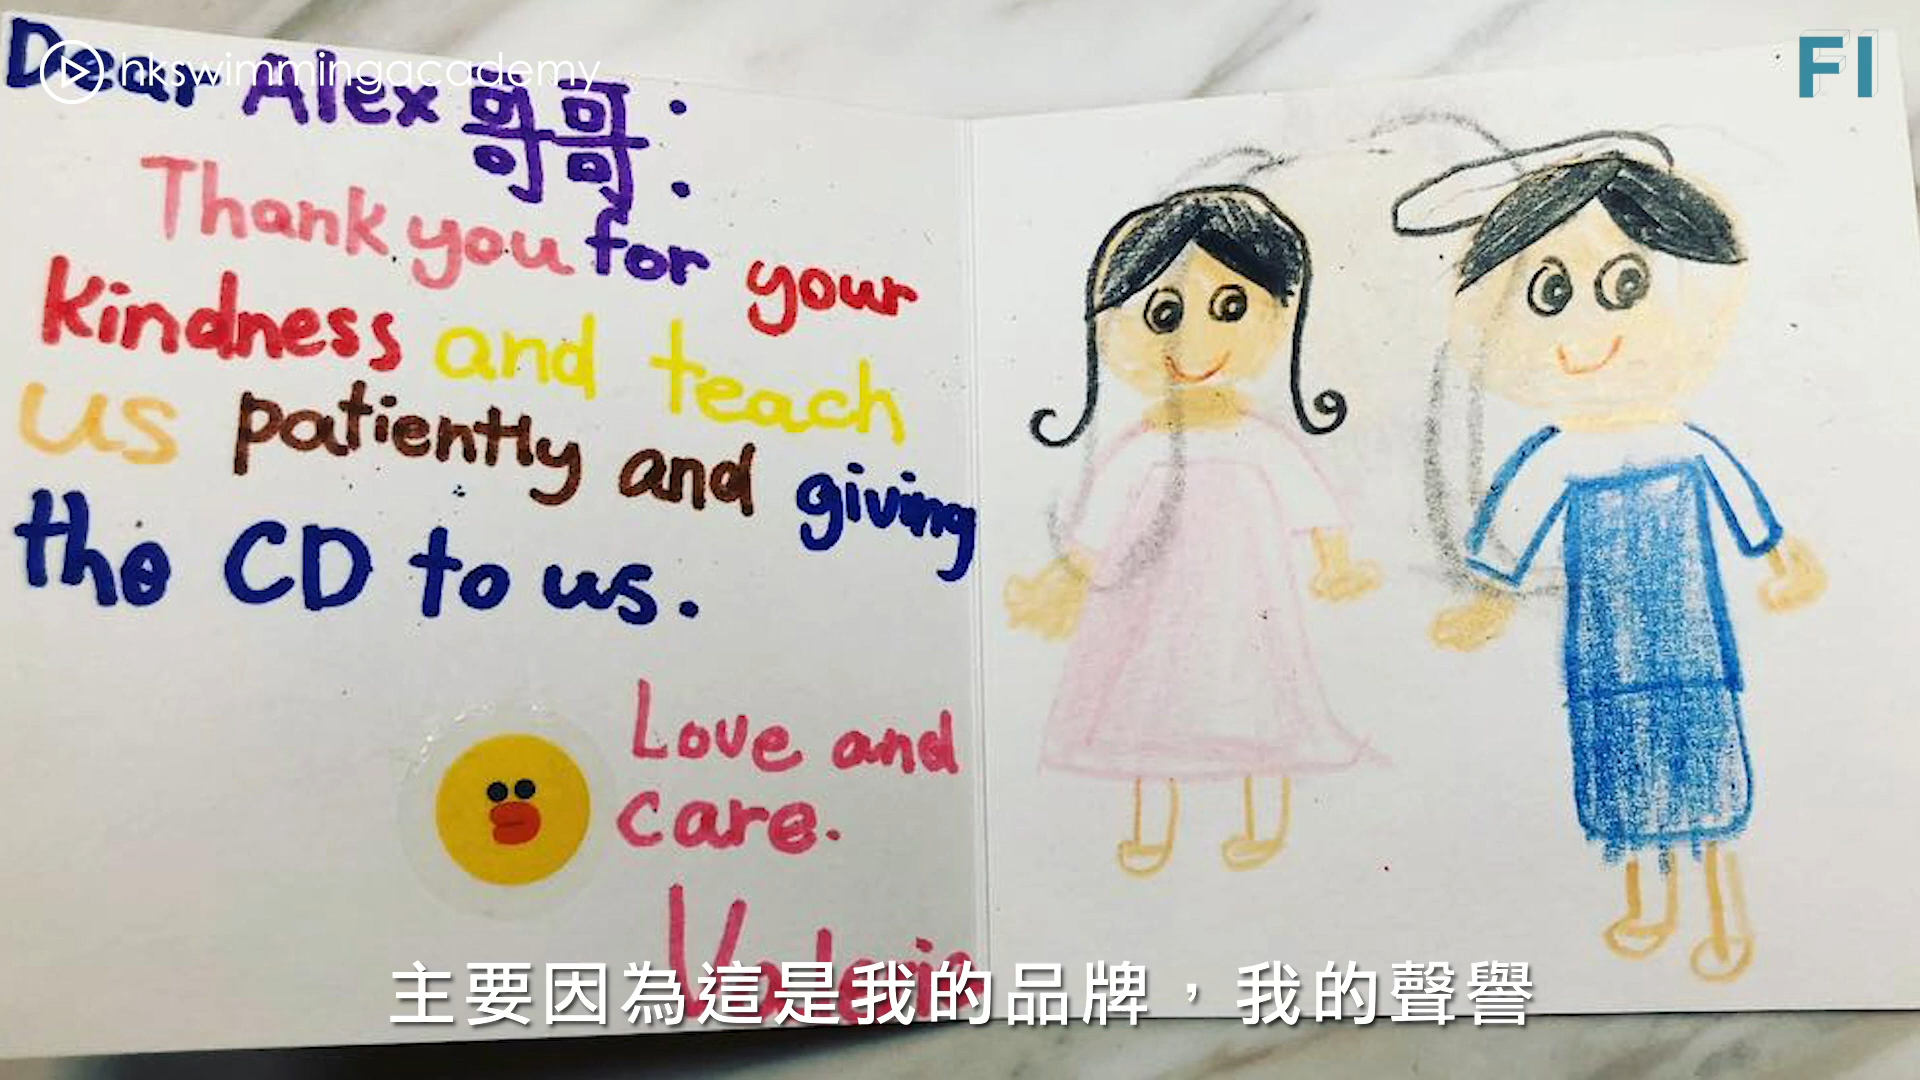 hkswimmingacademy
FI
Dear Alex 哥哥:
Thank you for your
kindness and teach
us patiently and giving
the CD to us.
Love and
care.
Valerie
主要因為這是我的品牌，我的聲譽